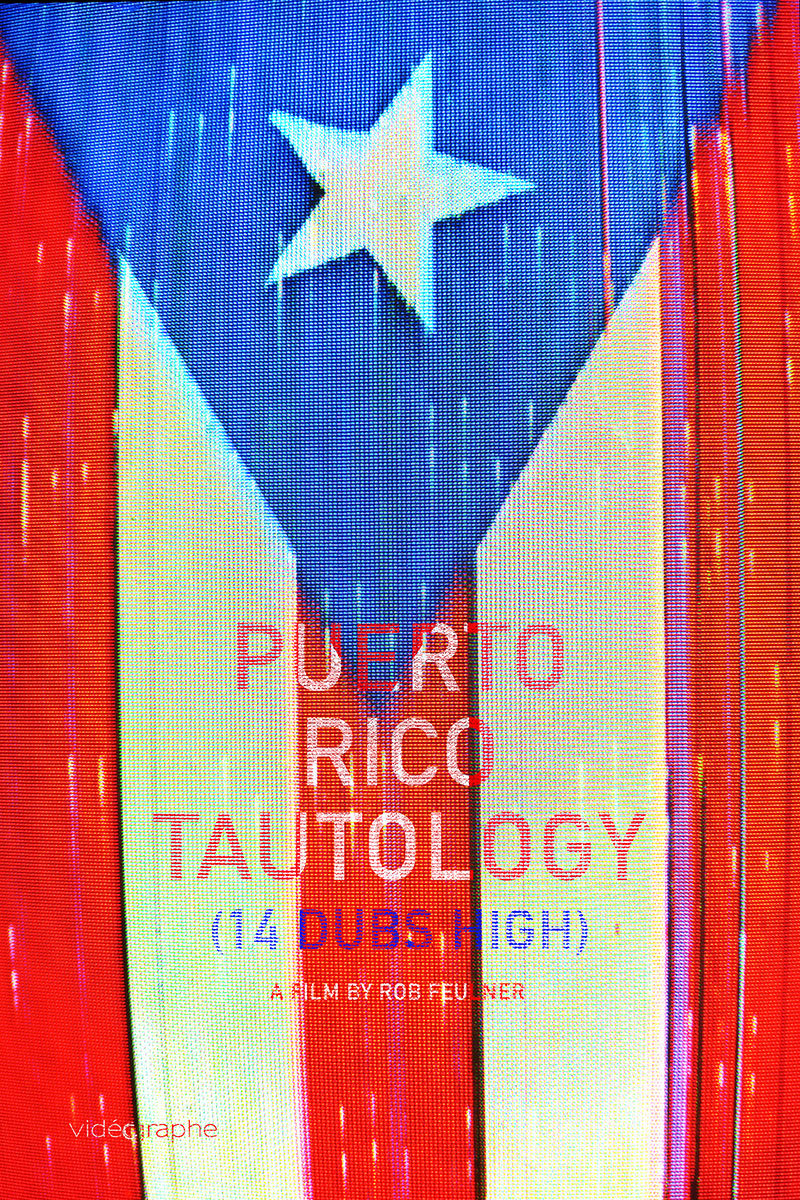 PUERTO
RICO
TAUTOLOGY
(14 DUBS HIGH)
A FILM BY ROB FEULNER
vidéographe